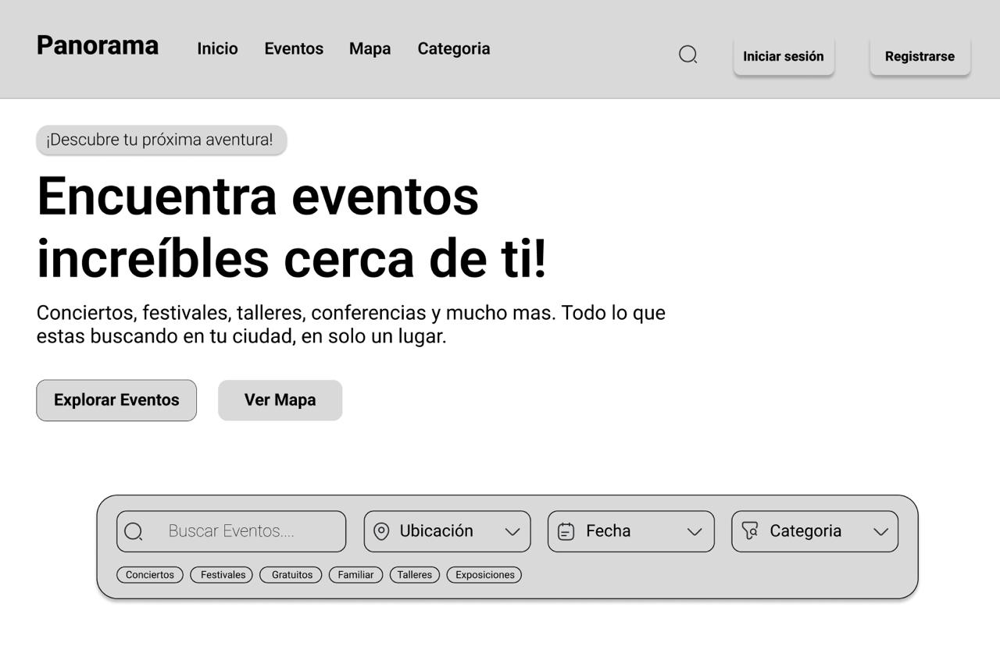 Panorama Inicio Eventos Mapa Categoria Iniciar sesión Registrarse
¡Descubre tu próxima aventura!
Encuentra eventos
increíbles cerca de ti!
Conciertos, festivales, talleres, conferencias y mucho mas. Todo lo que
estas buscando en tu ciudad, en solo un lugar.
Explorar Eventos Ver Mapa
Buscar Eventos.... Ubicación Fecha Categoria
Conciertos Festivales Gratuitos Familiar Talleres Exposiciones